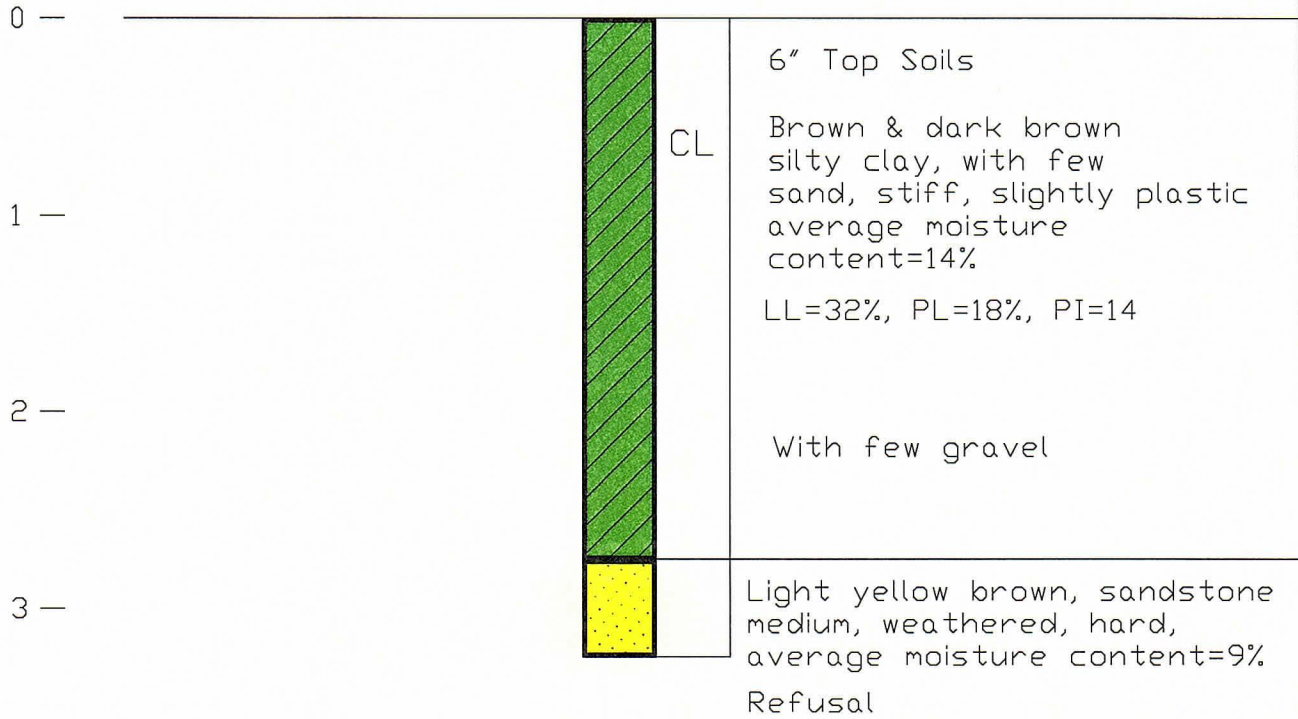 0 —
6" Top Soils
CL
Brown & dark brown
silty clay, with few
sand, stiff, slightly plastic
average moisture
content=14%
1 —
LL=32%, PL=18%, PI=14
2 —
With few gravel
3 —
Light yellow brown, sandstone
medium, weathered, hard,
average moisture content=9%
Refusal